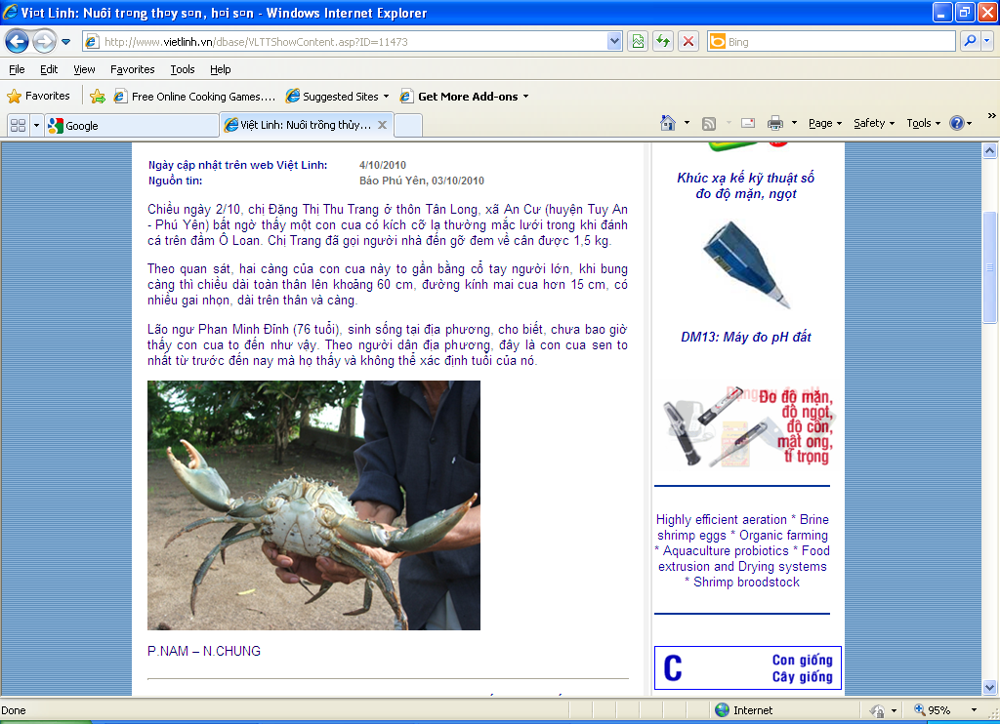 Vi¤t Linh: Nuôi tr¤ng th¤y s¤n, h¤i s¤n - Windows Internet Explorer
http://www.vietlinh.vn/dbase/VLTTShowContent.asp?ID=11473
Bing
File Edit View Favorites Tools Help
Favorites Free Online Cooking Games.... Suggested Sites Get More Add-ons
Google Việt Linh: Nuôi trồng thủy... Page Safety Tools
Ngày cập nhật trên web Việt Linh: 4/10/2010
Nguồn tin: Báo Phú Yên, 03/10/2010
Chiều ngày 2/10, chị Đặng Thị Thu Trang ở thôn Tân Long, xã An Cư (huyện Tuy An
- Phú Yên) bất ngờ thấy một con cua có kích cỡ lạ thường mắc lưới trong khi đánh
cá trên đầm Ô Loan. Chị Trang đã gọi người nhà đến gỡ đem về cân được 1,5 kg.
Theo quan sát, hai càng của con cua này to gần bằng cổ tay người lớn, khi bung
càng thì chiều dài toàn thân lên khoảng 60 cm, đường kính mai cua hơn 15 cm, có
nhiều gai nhọn, dài trên thân và càng.
Lão ngư Phan Minh Đĩnh (76 tuổi), sinh sống tại địa phương, cho biết, chưa bao giờ
thấy con cua to đến như vậy. Theo người dân địa phương, đây là con cua sen to
nhất từ trước đến nay mà họ thấy và không thể xác định tuổi của nó.
P.NAM – N.CHUNG
Khúc xạ kế kỹ thuật số
đo độ mặn, ngọt
DM13: Máy đo pH đất
Đo độ mặn,
độ ngọt,
độ cồn,
mật ong,
tỉ trọng
Highly efficient aeration * Brine
shrimp eggs * Organic farming
* Aquaculture probiotics * Food
extrusion and Drying systems
* Shrimp broodstock
C
Con giống
Cây giống
Done Internet 95%